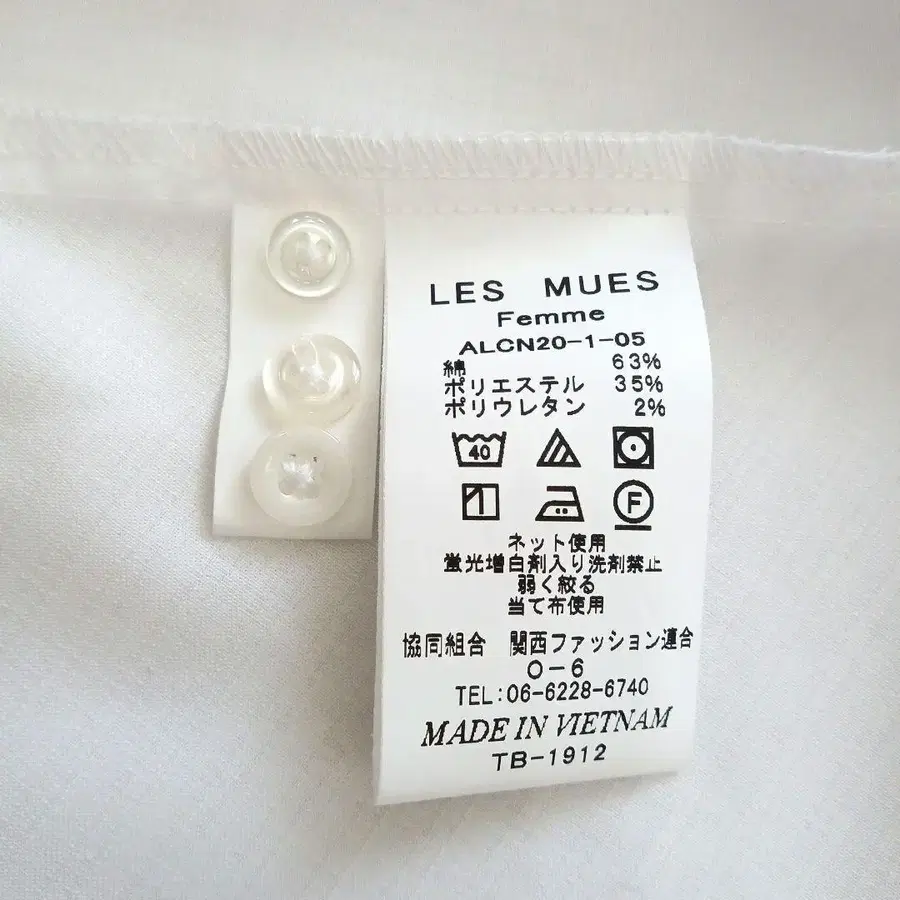 LES MUES
Femme
ALCN20-1-05
綿 63%
ポリエステル 35%
ポリウレタン 2%
40
1
F
ネット使用
蛍光増白剤入り洗剤禁止
弱く絞る
当て布使用
協同組合 関西ファッション連合
O-6
TEL:06-6228-6740
MADE IN VIETNAM
TB-1912